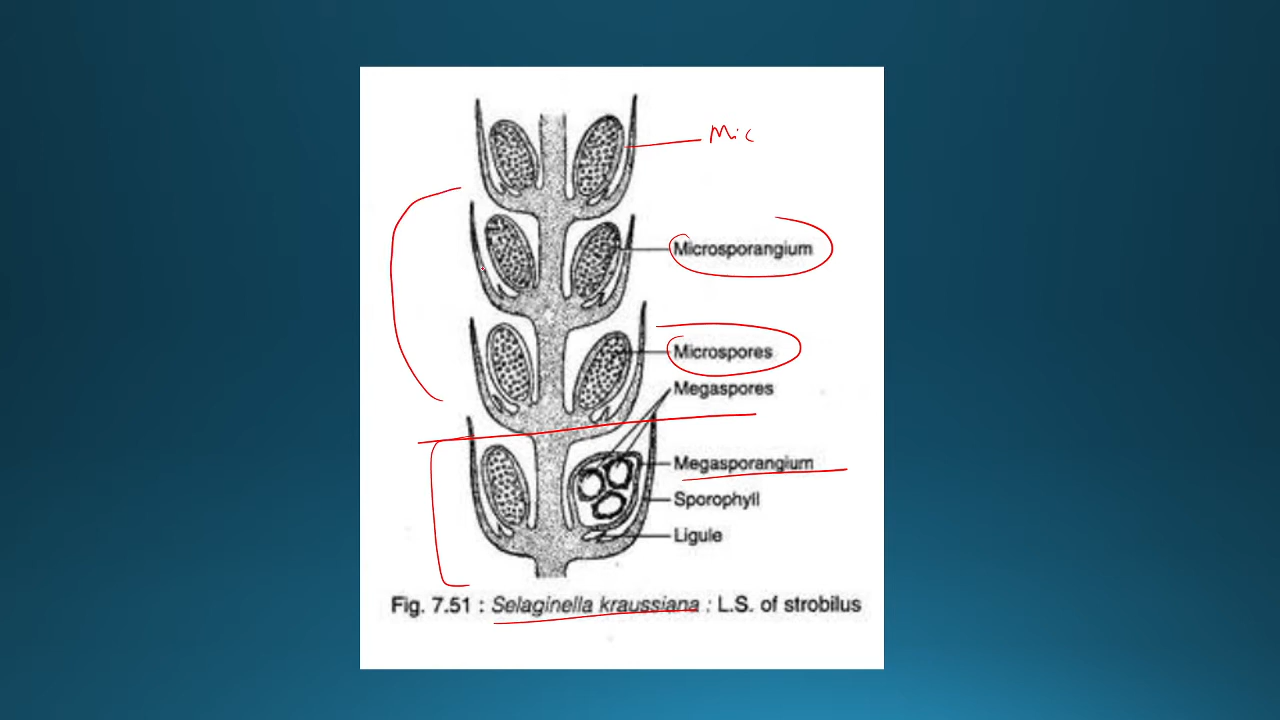 Mic
Microsporangium
Microspores
Megaspores
Megasporangium
Sporophyll
Ligule
Fig. 7.51 : Selaginella kraussiana : L.S. of strobilus